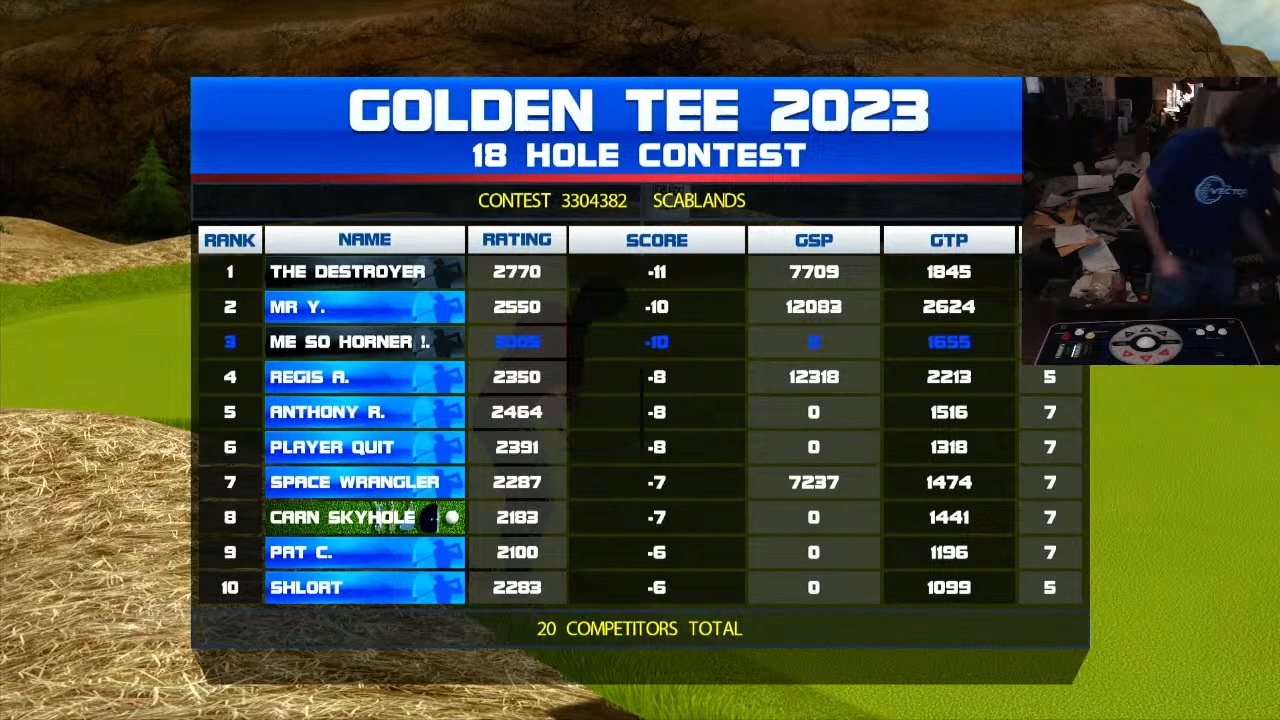 GOLDEN TEE 2023
18 HOLE CONTEST
CONTEST 3304382 SCABLANDS
RANK NAME RATING SCORE GSP GTP
1 THE DESTROYER 2770 -11 7709 1845
2 MR Y. 2550 -10 12083 2624
3 ME SO HORNER !. 3005 -10 0 1655
4 REGIS R. 2350 -8 12318 2213 5
5 ANTHONY R. 2464 -8 0 1516 7
6 PLAYER QUIT 2391 -8 0 1318 7
7 SPACE WRANGLER 2287 -7 7237 1474 7
8 CARN SKYHOLE 2183 -7 0 1441 7
9 PAT C. 2100 -6 0 1196 7
10 SHLORT 2283 -6 0 1099 5
20 COMPETITORS TOTAL
VECTOR